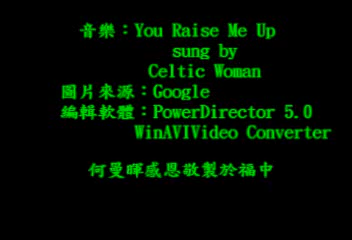 音樂：You Raise Me Up
sung by
Celtic Woman
圖片來源：Google
編輯軟體：PowerDirector 5.0
WinAVIVideo Converter
何曼暉感恩敬製於福中